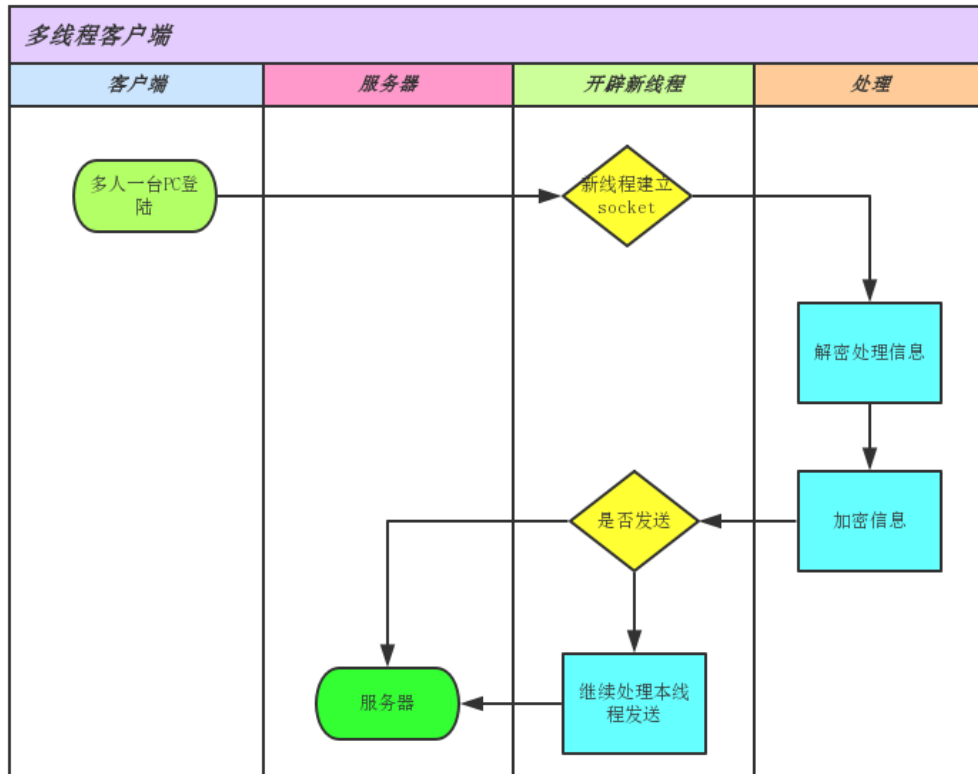 多线程客户端
客户端
服务器
开辟新线程
处理
多人一台PC登
陆
新线程建立
socket
解密处理信息
是否发送
加密信息
服务器
继续处理本线
程发送